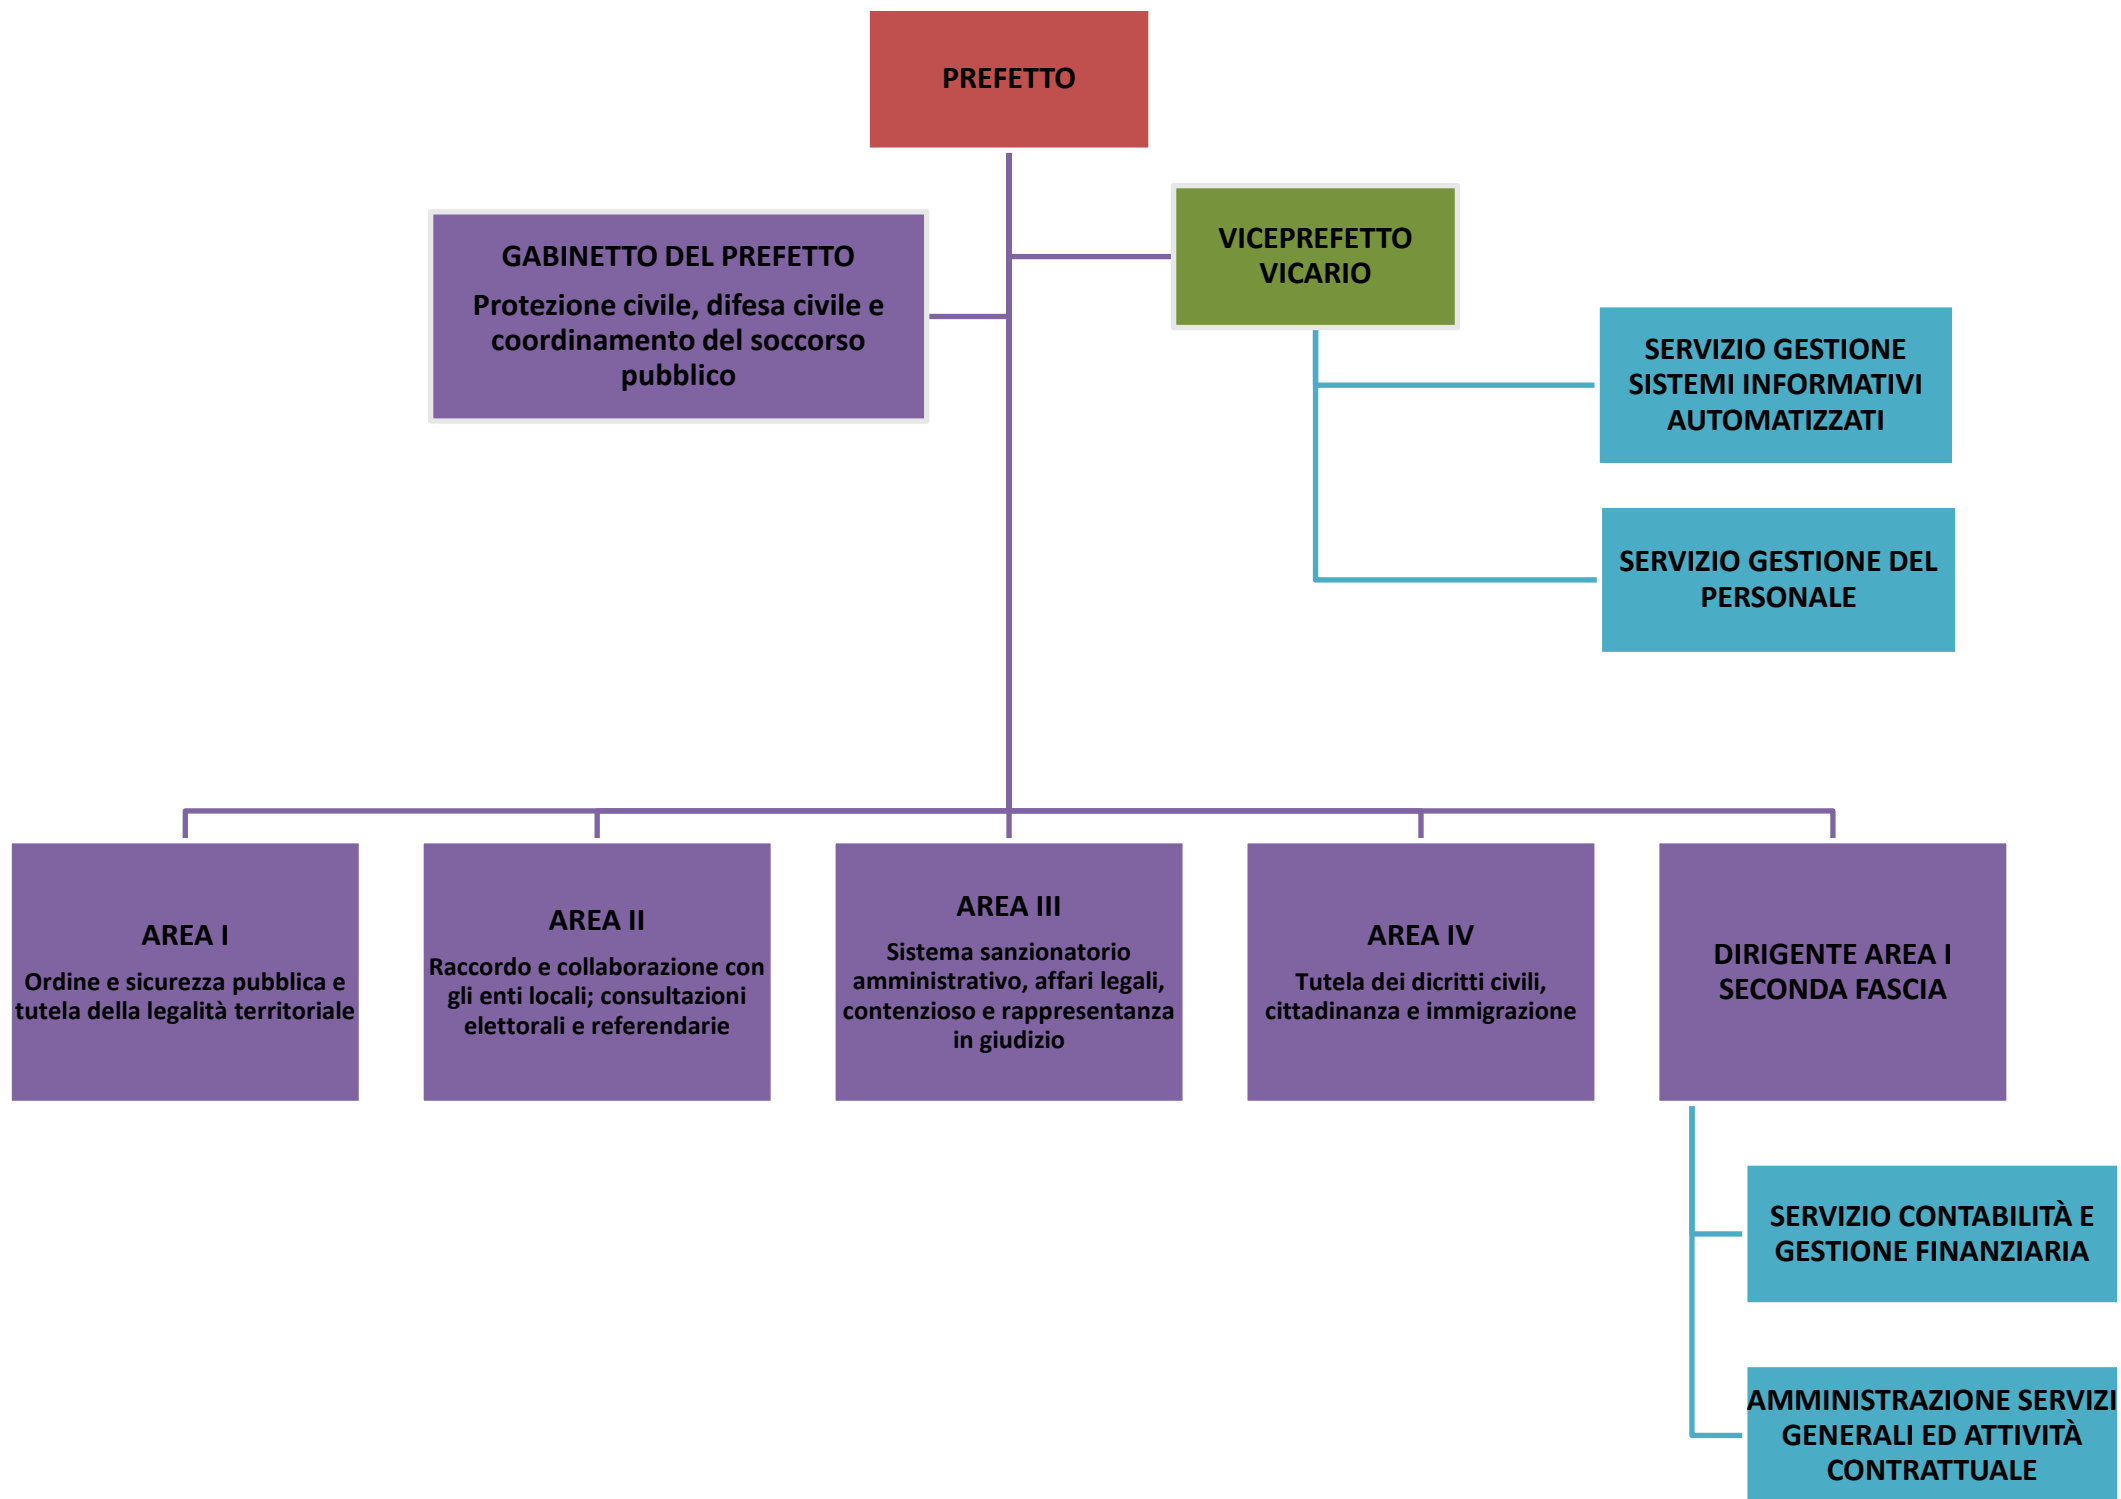 PREFETTO
GABINETTO DEL PREFETTO
Protezione civile, difesa civile e
coordinamento del soccorso
pubblico
VICEPREFETTO
VICARIO
SERVIZIO GESTIONE
SISTEMI INFORMATIVI
AUTOMATIZZATI
SERVIZIO GESTIONE DEL
PERSONALE
AREA I
Ordine e sicurezza pubblica e
tutela della legalità territoriale
AREA II
Raccordo e collaborazione con
gli enti locali; consultazioni
elettorali e referendarie
AREA III
Sistema sanzionatorio
amministrativo, affari legali,
contenzioso e rappresentanza
in giudizio
AREA IV
Tutela dei dicritti civili,
cittadinanza e immigrazione
DIRIGENTE AREA I
SECONDA FASCIA
SERVIZIO CONTABILITÀ E
GESTIONE FINANZIARIA
AMMINISTRAZIONE SERVIZI
GENERALI ED ATTIVITÀ
CONTRATTUALE